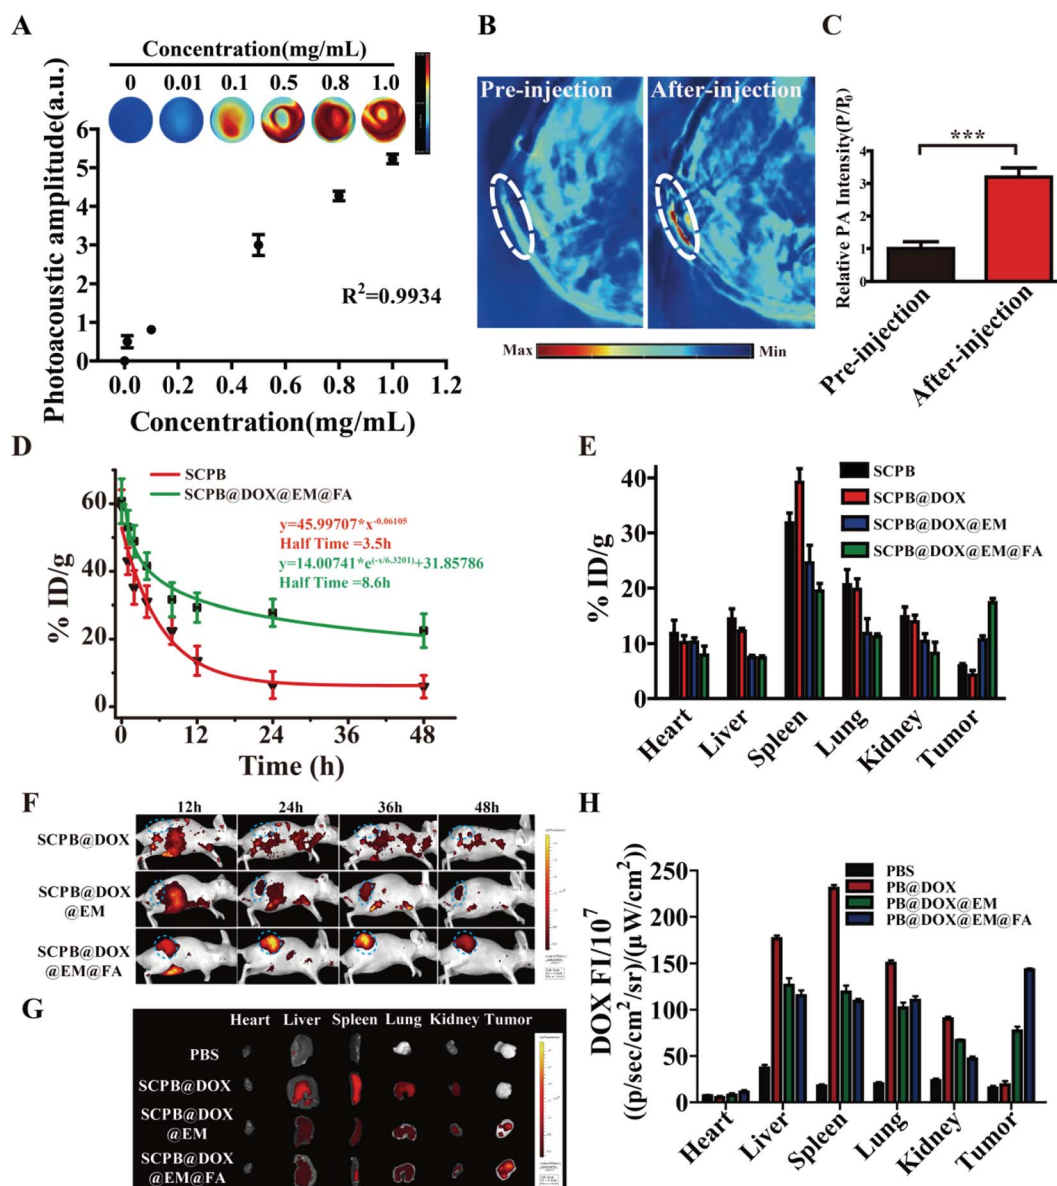 A
Concentration(mg/mL)
0 0.01 0.1 0.5 0.8 1.0
Photoacoustic amplitude(a.u.)
6
5
4
3
2
1
0
R²=0.9934
0.0 0.2 0.4 0.6 0.8 1.0 1.2
Concentration(mg/mL)
B
Pre-injection After-injection
Max Min
C
Relative PA Intensity(P/P0)
4
3
2
1
0
***
Pre-injection
After-injection
D
% ID/g
60
40
20
0
SCPB
SCPB@DOX@EM@FA
y=45.99707*x^-0.06105
Half Time =3.5h
y=14.00741*e^(-x/6.3201)+31.85786
Half Time =8.6h
0 12 24 36 48
Time (h)
E
% ID/g
40
30
20
10
0
SCPB
SCPB@DOX
SCPB@DOX@EM
SCPB@DOX@EM@FA
Heart Liver Spleen Lung Kidney Tumor
F
12h 24h 36h 48h
SCPB@DOX
SCPB@DOX
@EM
SCPB@DOX
@EM@FA
G
Heart Liver Spleen Lung Kidney Tumor
PBS
SCPB@DOX
SCPB@DOX
@EM
SCPB@DOX
@EM@FA
H
DOX FI/10⁷
((p/sec/cm²/sr)/(μW/cm²))
250
200
150
100
50
0
PBS
PB@DOX
PB@DOX@EM
PB@DOX@EM@FA
Heart Liver Spleen Lung Kidney Tumor